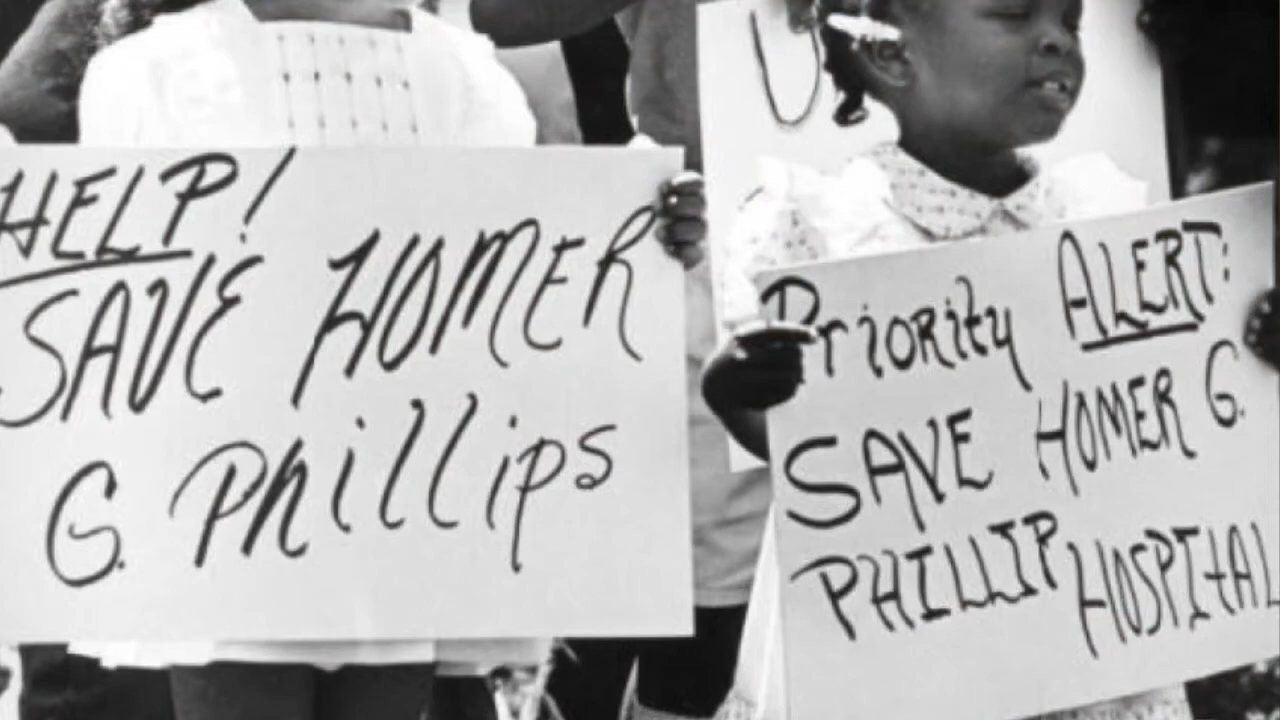 HELP!
SAVE HOMER
G. Phillips
Priority ALERT:
SAVE HOMER G.
PHILLIP HOSPITAL
U